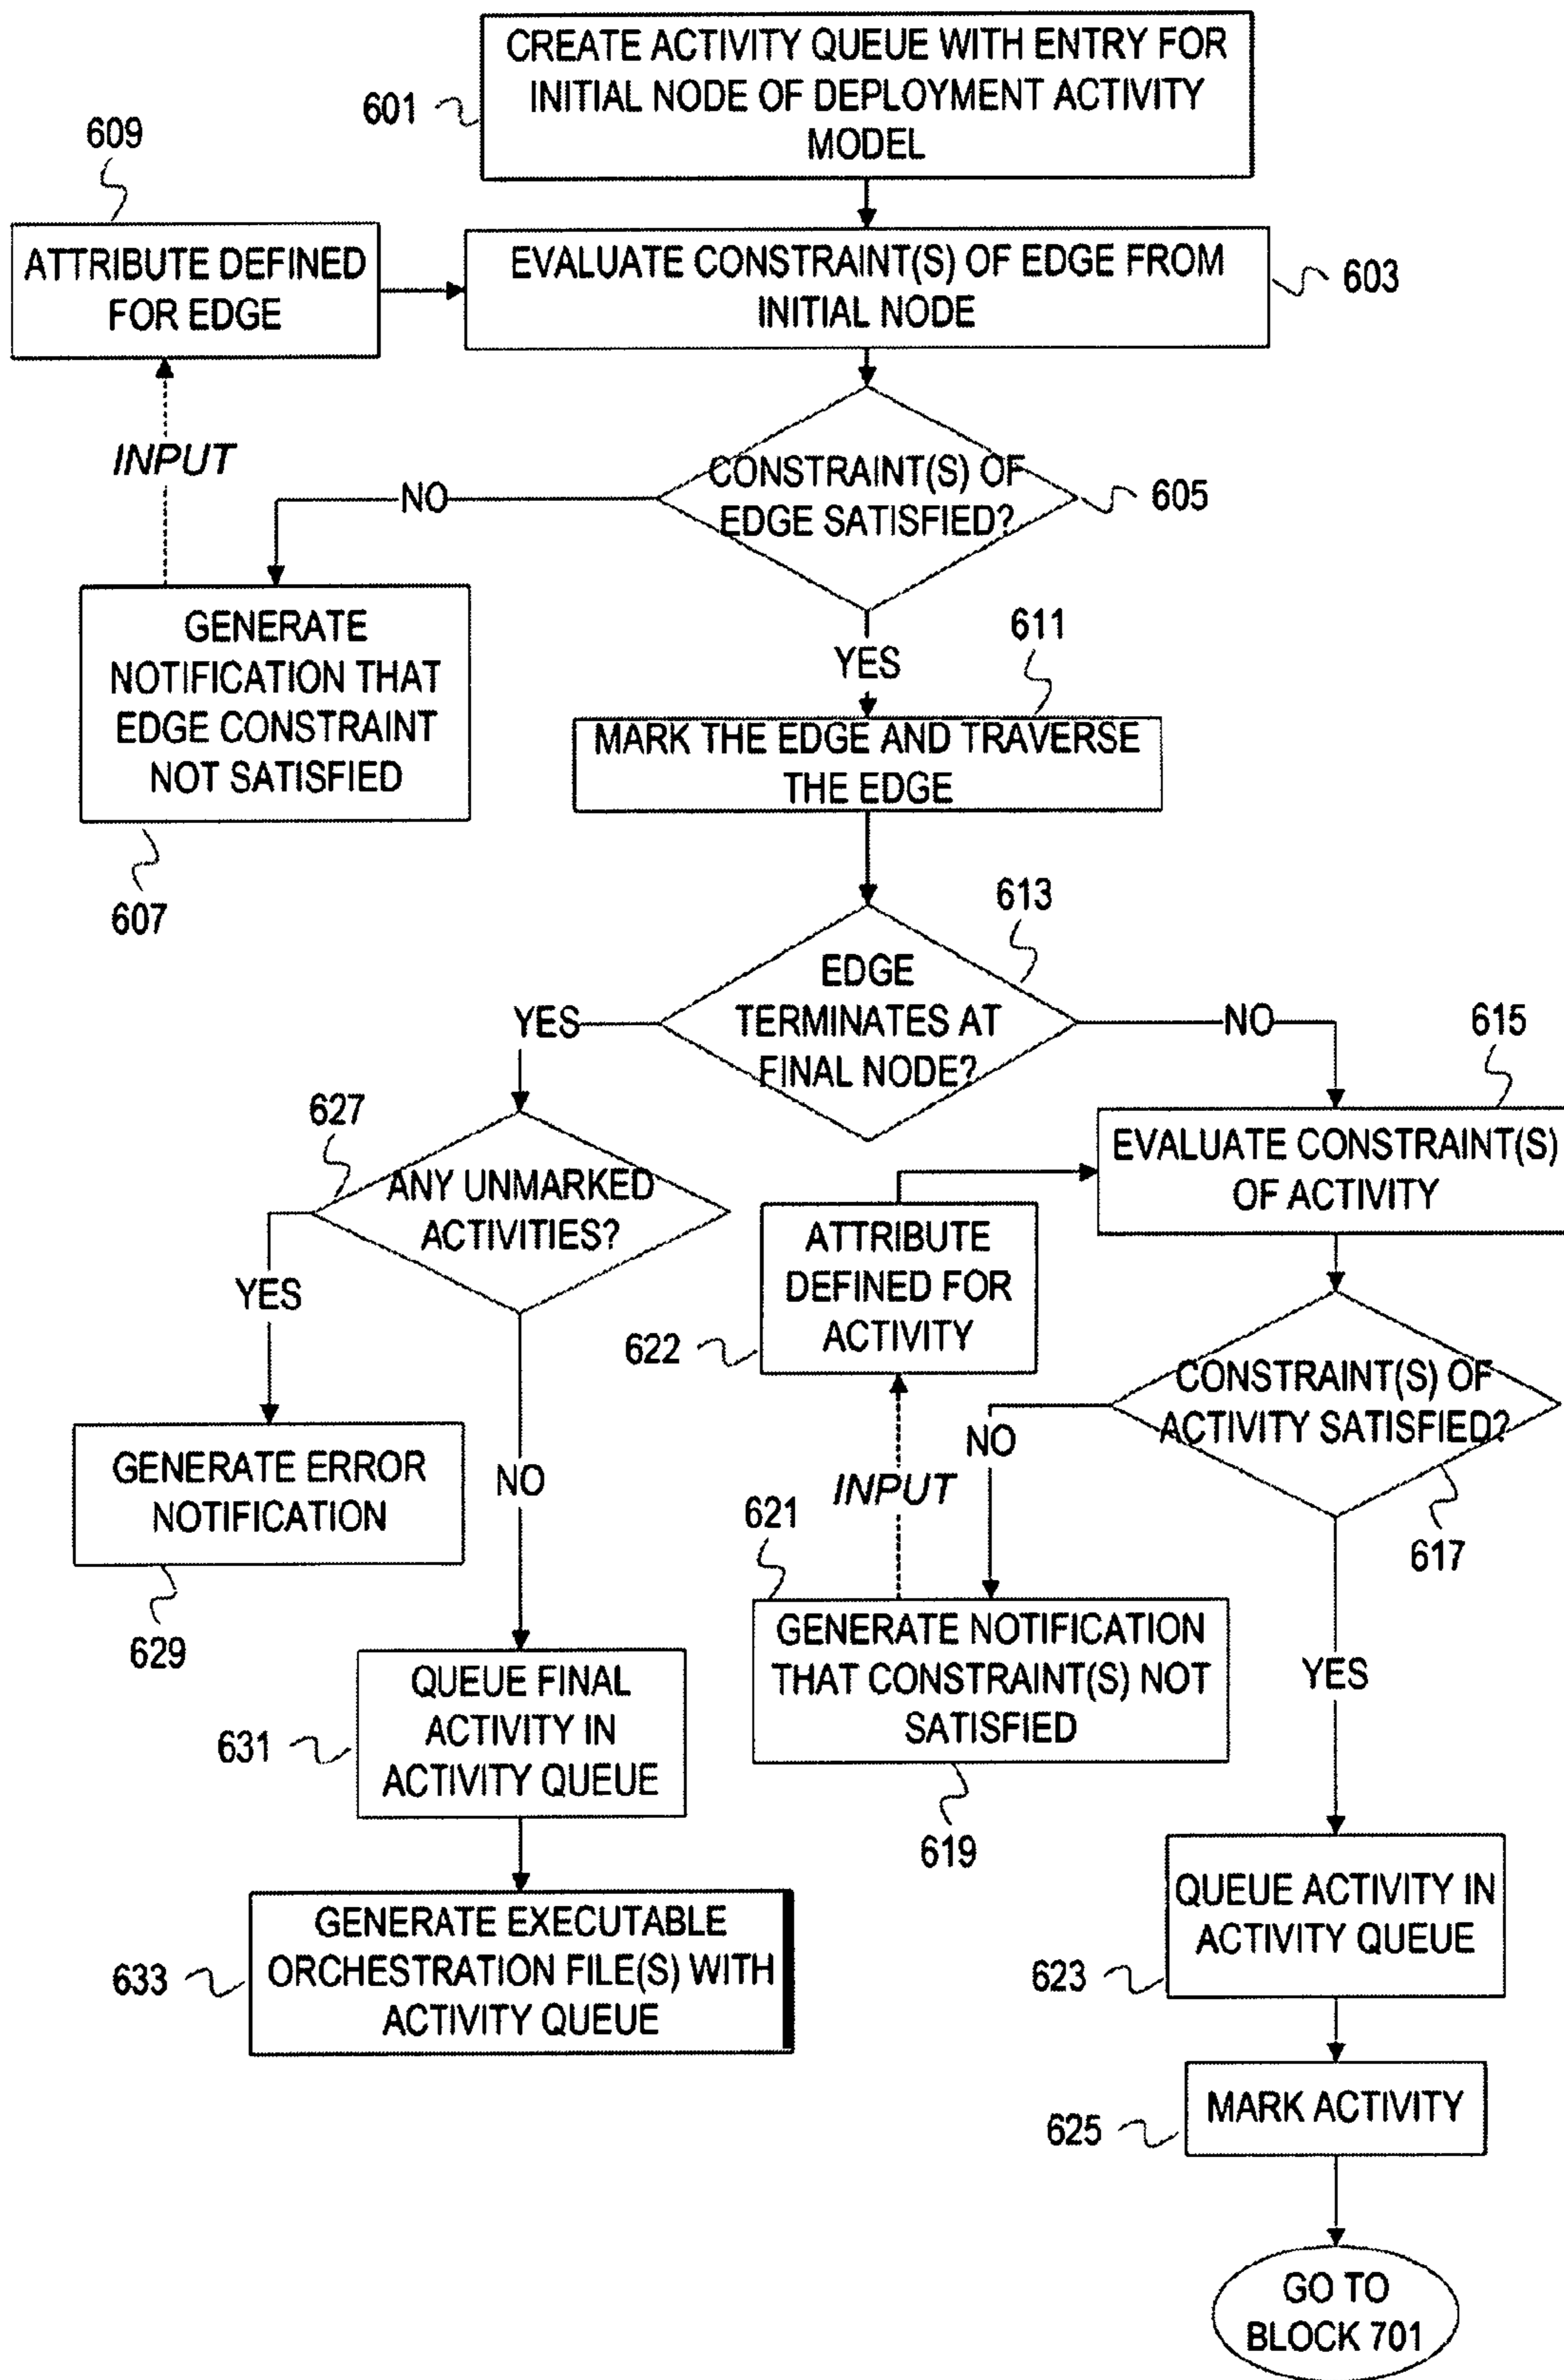 CREATE ACTIVITY QUEUE WITH ENTRY FOR
INITIAL NODE OF DEPLOYMENT ACTIVITY
MODEL
601
609
ATTRIBUTE DEFINED
FOR EDGE
EVALUATE CONSTRAINT(S) OF EDGE FROM
INITIAL NODE
603
INPUT
NO
CONSTRAINT(S) OF
EDGE SATISFIED?
605
GENERATE
NOTIFICATION THAT
EDGE CONSTRAINT
NOT SATISFIED
607
YES
611
MARK THE EDGE AND TRAVERSE
THE EDGE
613
EDGE
TERMINATES AT
FINAL NODE?
YES
NO
615
627
ANY UNMARKED
ACTIVITIES?
EVALUATE CONSTRAINT(S)
OF ACTIVITY
ATTRIBUTE
DEFINED FOR
ACTIVITY
622
YES
CONSTRAINT(S) OF
ACTIVITY SATISFIED?
617
NO
INPUT
NO
GENERATE ERROR
NOTIFICATION
629
621
GENERATE NOTIFICATION
THAT CONSTRAINT(S) NOT
SATISFIED
619
YES
QUEUE FINAL
ACTIVITY IN
ACTIVITY QUEUE
631
QUEUE ACTIVITY IN
ACTIVITY QUEUE
623
GENERATE EXECUTABLE
ORCHESTRATION FILE(S) WITH
ACTIVITY QUEUE
633
MARK ACTIVITY
625
GO TO
BLOCK 701